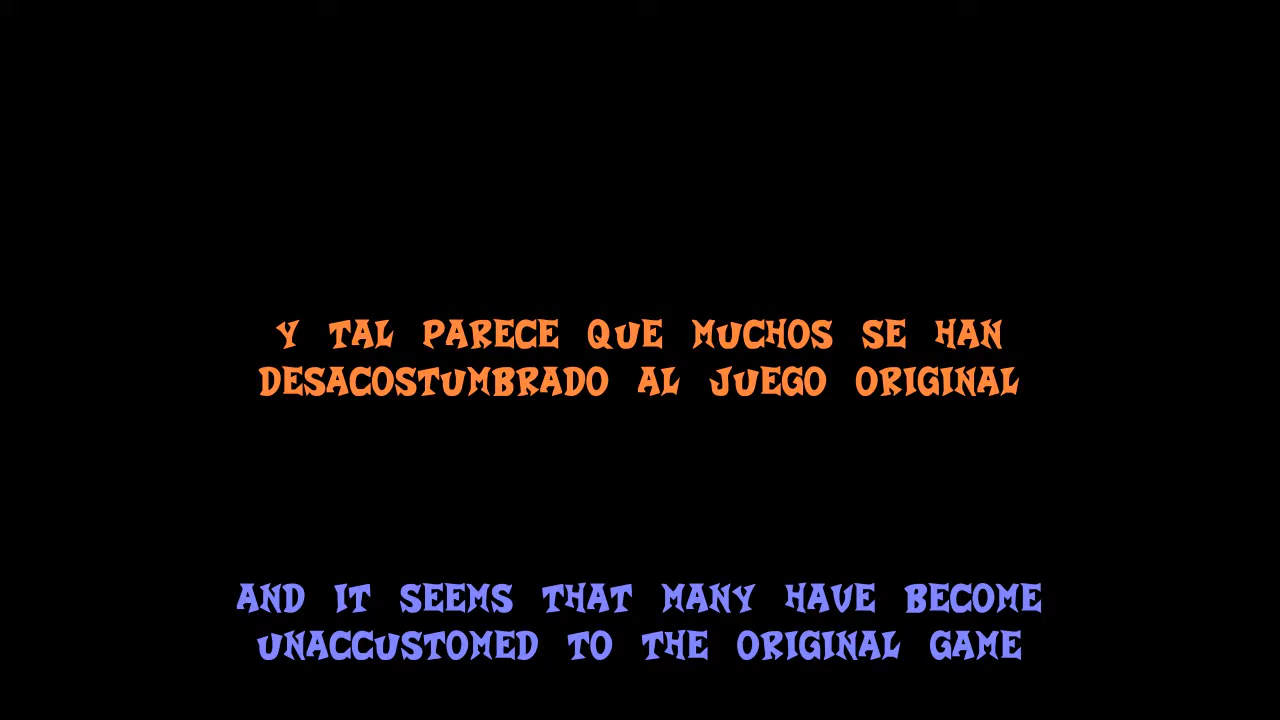 Y TAL PARECE QUE MUCHOS SE HAN
DESACOSTUMBRADO AL JUEGO ORIGINAL
AND IT SEEMS THAT MANY HAVE BECOME
UNACCUSTOMED TO THE ORIGINAL GAME